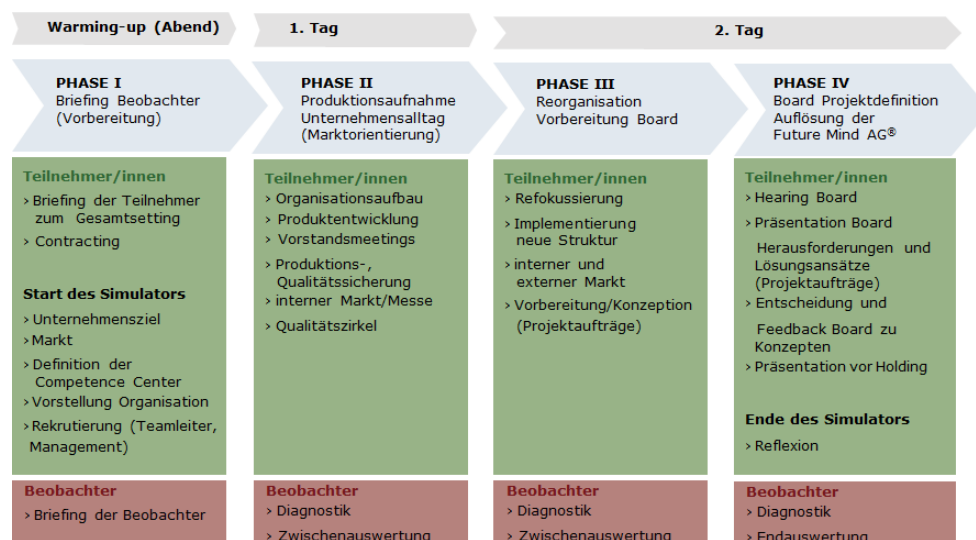 Warming-up (Abend)
1. Tag
2. Tag
PHASE I
Briefing Beobachter
(Vorbereitung)
PHASE II
Produktionsaufnahme
Unternehmensalltag
(Marktorientierung)
PHASE III
Reorganisation
Vorbereitung Board
PHASE IV
Board Projektdefinition
Auflösung der
Future Mind AG®
Teilnehmer/innen
› Briefing der Teilnehmer
zum Gesamtsetting
› Contracting
Start des Simulators
› Unternehmensziel
› Markt
› Definition der
Competence Center
› Vorstellung Organisation
› Rekrutierung (Teamleiter,
Management)
Teilnehmer/innen
› Organisationsaufbau
› Produktentwicklung
› Vorstandsmeetings
› Produktions-,
Qualitätssicherung
› interner Markt/Messe
› Qualitätszirkel
Teilnehmer/innen
› Refokussierung
› Implementierung
neue Struktur
› interner und
externer Markt
› Vorbereitung/Konzeption
(Projektaufträge)
Teilnehmer/innen
› Hearing Board
› Präsentation Board
Herausforderungen und
Lösungsansätze
(Projektaufträge)
› Entscheidung und
Feedback Board zu
Konzepten
› Präsentation vor Holding
Ende des Simulators
› Reflexion
Beobachter
› Briefing der Beobachter
Beobachter
› Diagnostik
› Zwischenauswertung
Beobachter
› Diagnostik
› Zwischenauswertung
Beobachter
› Diagnostik
› Endauswertung